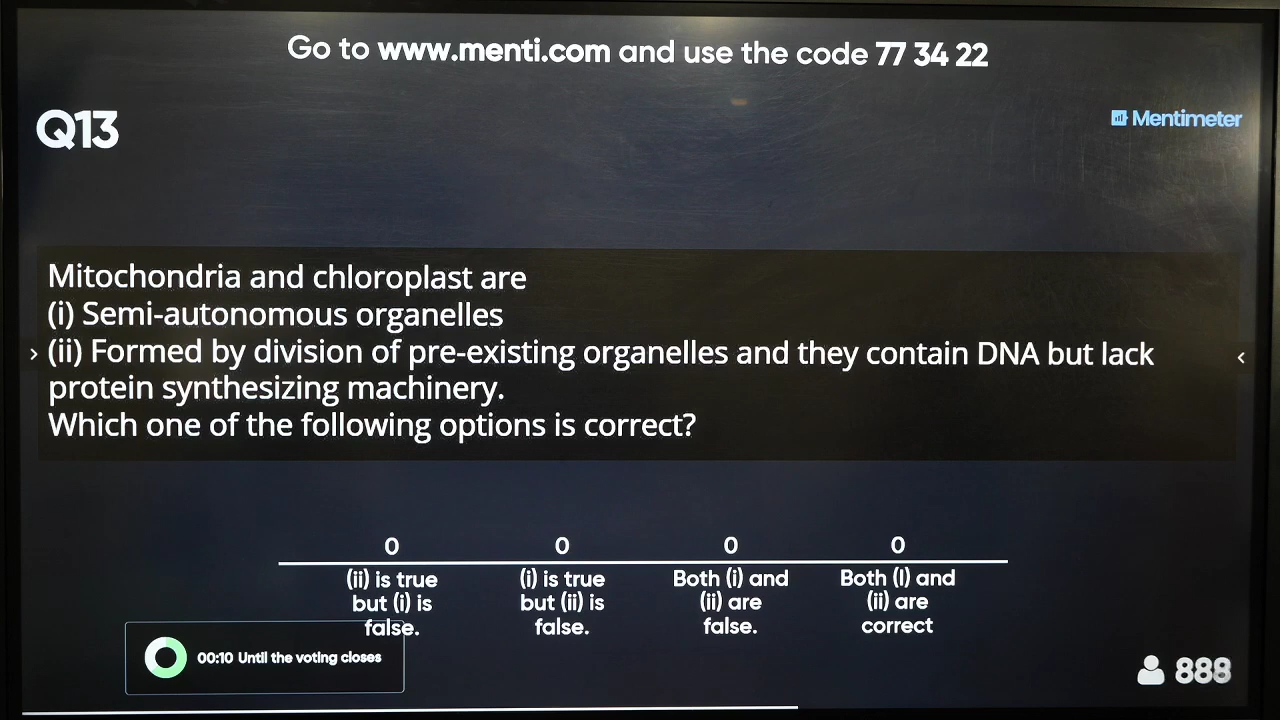 Go to www.menti.com and use the code 77 34 22
Q13
Mentimeter
Mitochondria and chloroplast are
(i) Semi-autonomous organelles
(ii) Formed by division of pre-existing organelles and they contain DNA but lack
protein synthesizing machinery.
Which one of the following options is correct?
0
0
0
0
(ii) is true
but (i) is
false.
(i) is true
but (ii) is
false.
Both (i) and
(ii) are
false.
Both (I) and
(ii) are
correct
00:10 Until the voting closes
888